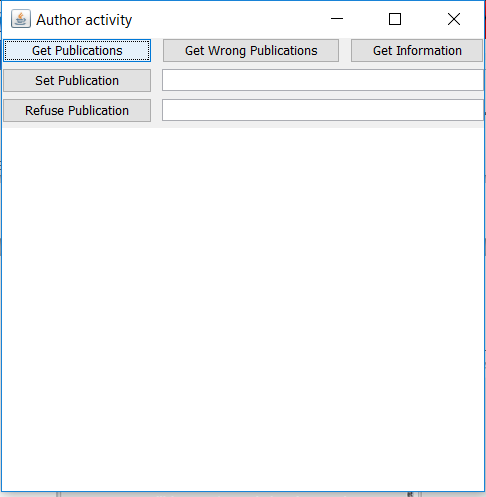 Author activity
Get Publications Get Wrong Publications Get Information
Set Publication
Refuse Publication